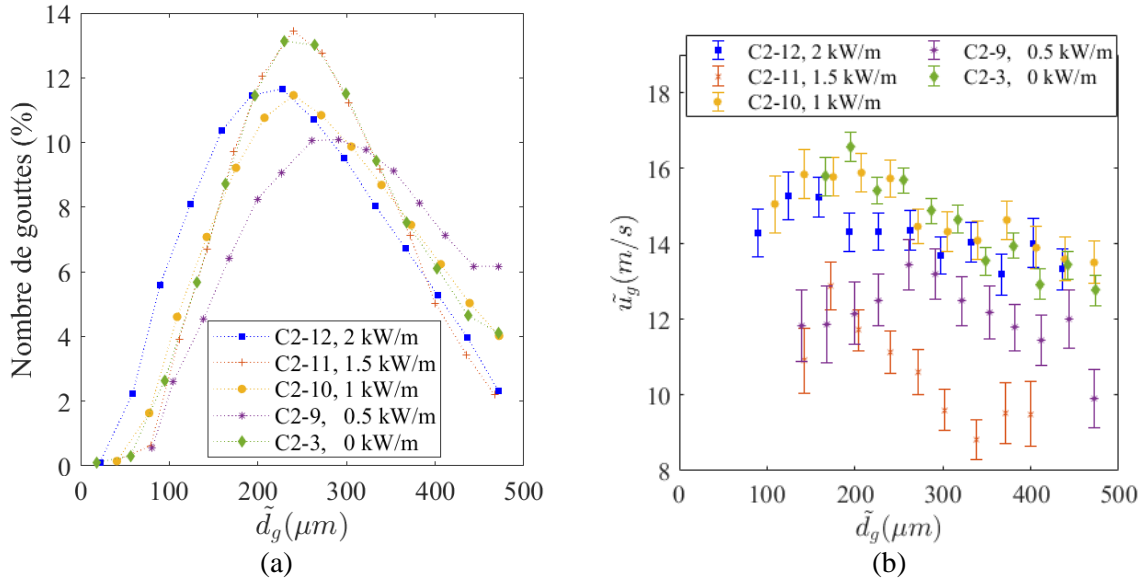 14
12
10
8
6
4
2
0
Nombre de gouttes (%)
C2-12, 2 kW/m
C2-11, 1.5 kW/m
C2-10, 1 kW/m
C2-9, 0.5 kW/m
C2-3, 0 kW/m
0 100 200 300 400 500
d̃_g(μm)
(a)
C2-12, 2 kW/m
C2-11, 1.5 kW/m
C2-10, 1 kW/m
C2-9, 0.5 kW/m
C2-3, 0 kW/m
18
16
14
12
10
8
ũ_g(m/s)
0 100 200 300 400 500
d̃_g(μm)
(b)